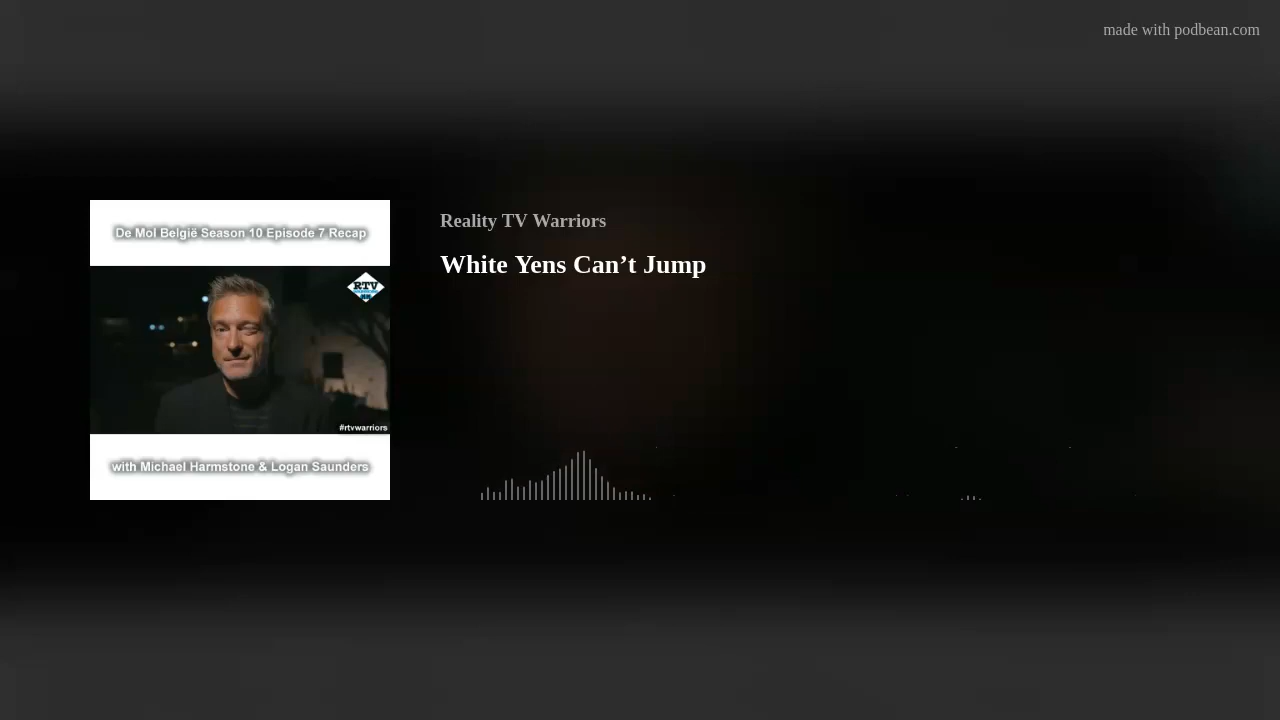 made with podbean.com
De Mol België Season 10 Episode 7 Recap
RTV
#rtvwarriors
with Michael Harmstone & Logan Saunders
Reality TV Warriors
White Yens Can’t Jump